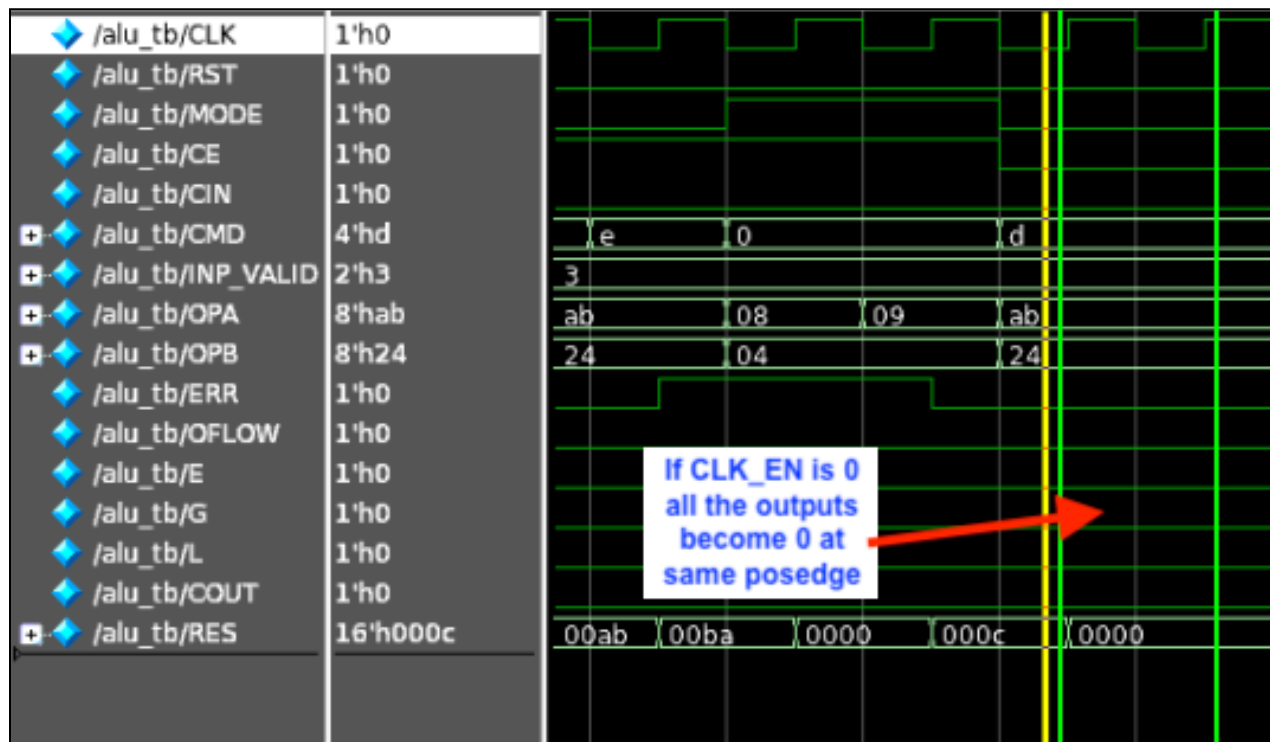 /alu_tb/CLK 1'h0
/alu_tb/RST 1'h0
/alu_tb/MODE 1'h0
/alu_tb/CE 1'h0
/alu_tb/CIN 1'h0
/alu_tb/CMD 4'hd e 0 d
/alu_tb/INP_VALID 2'h3 3
/alu_tb/OPA 8'hab ab 08 09 ab
/alu_tb/OPB 8'h24 24 04 24
/alu_tb/ERR 1'h0
/alu_tb/OFLOW 1'h0
/alu_tb/E 1'h0
/alu_tb/G 1'h0
/alu_tb/L 1'h0
/alu_tb/COUT 1'h0
/alu_tb/RES 16'h000c 00ab 00ba 0000 000c 0000
If CLK_EN is 0
all the outputs
become 0 at
same posedge